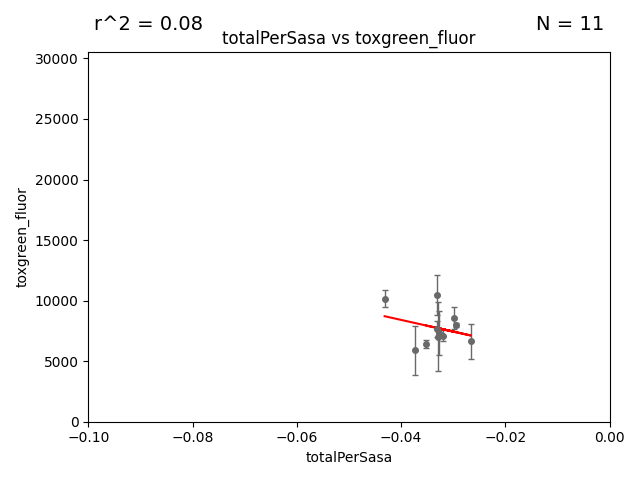 r^2 = 0.08
N = 11
totalPerSasa vs toxgreen_fluor
30000
25000
20000
15000
10000
5000
0
toxgreen_fluor
−0.10
−0.08
−0.06
−0.04
−0.02
0.00
totalPerSasa